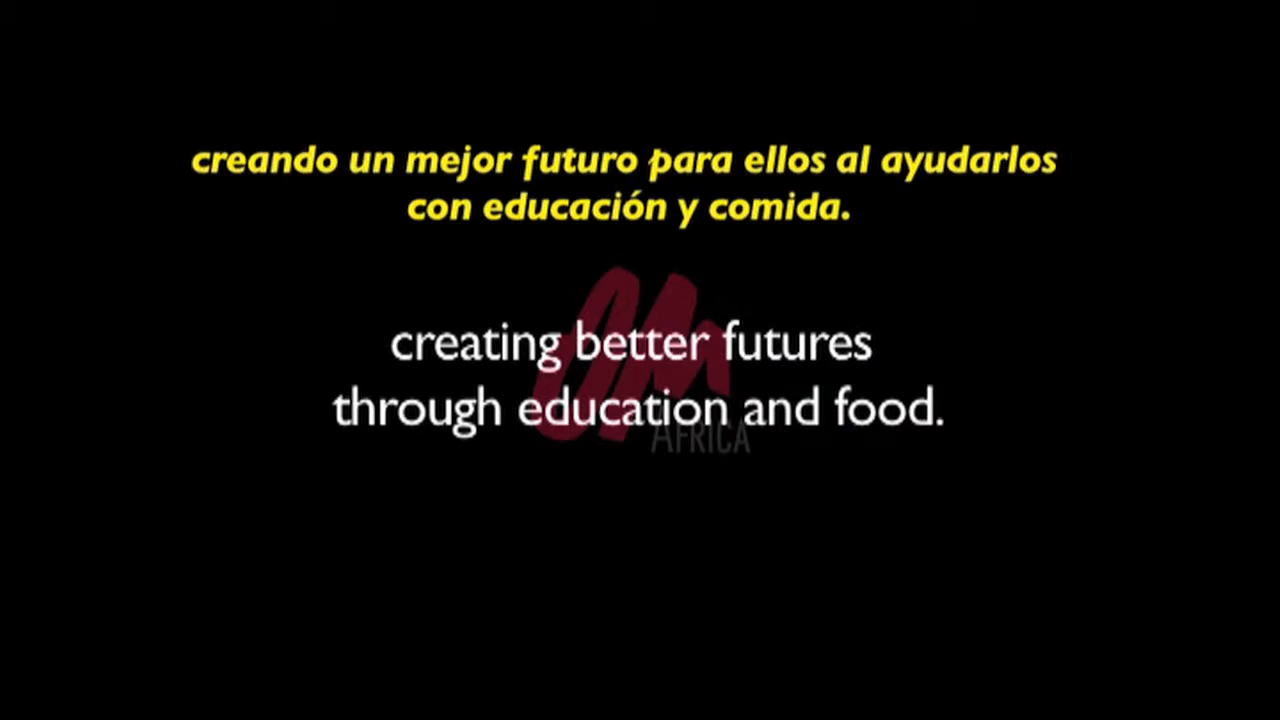 creando un mejor futuro para ellos al ayudarlos
con educación y comida.
creating better futures
through education and food.
OM
AFRICA